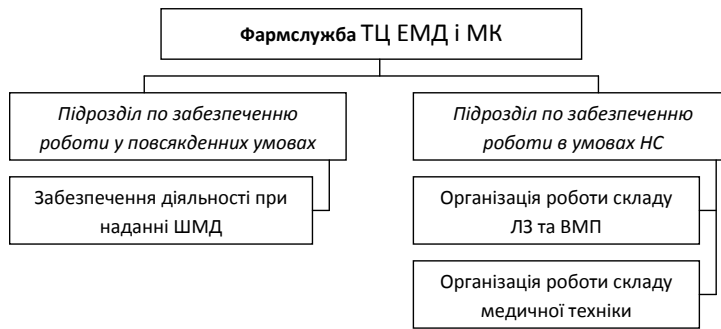 Фармслужба ТЦ ЕМД і МК
Підрозділ по забезпеченню
роботи у повсякденних умовах
Підрозділ по забезпеченню
роботи в умовах НС
Забезпечення діяльності при
наданні ШМД
Організація роботи складу
ЛЗ та ВМП
Організація роботи складу
медичної техніки